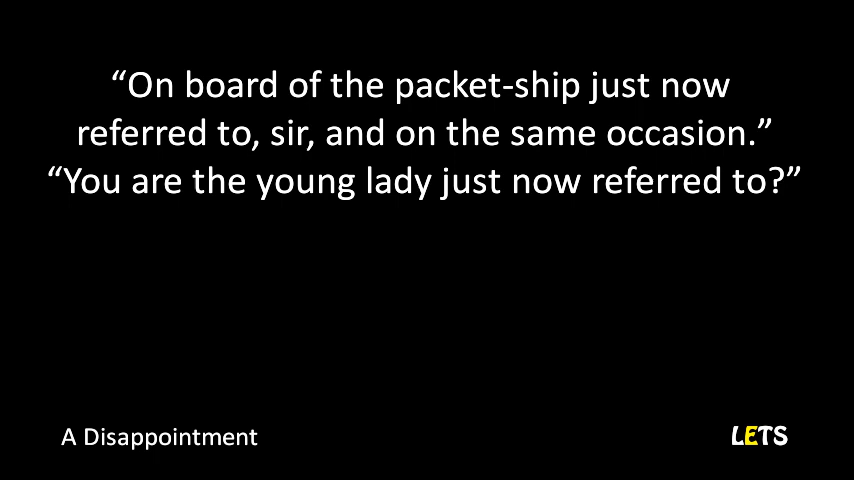 “On board of the packet-ship just now
referred to, sir, and on the same occasion.”
“You are the young lady just now referred to?”
A Disappointment
LETS